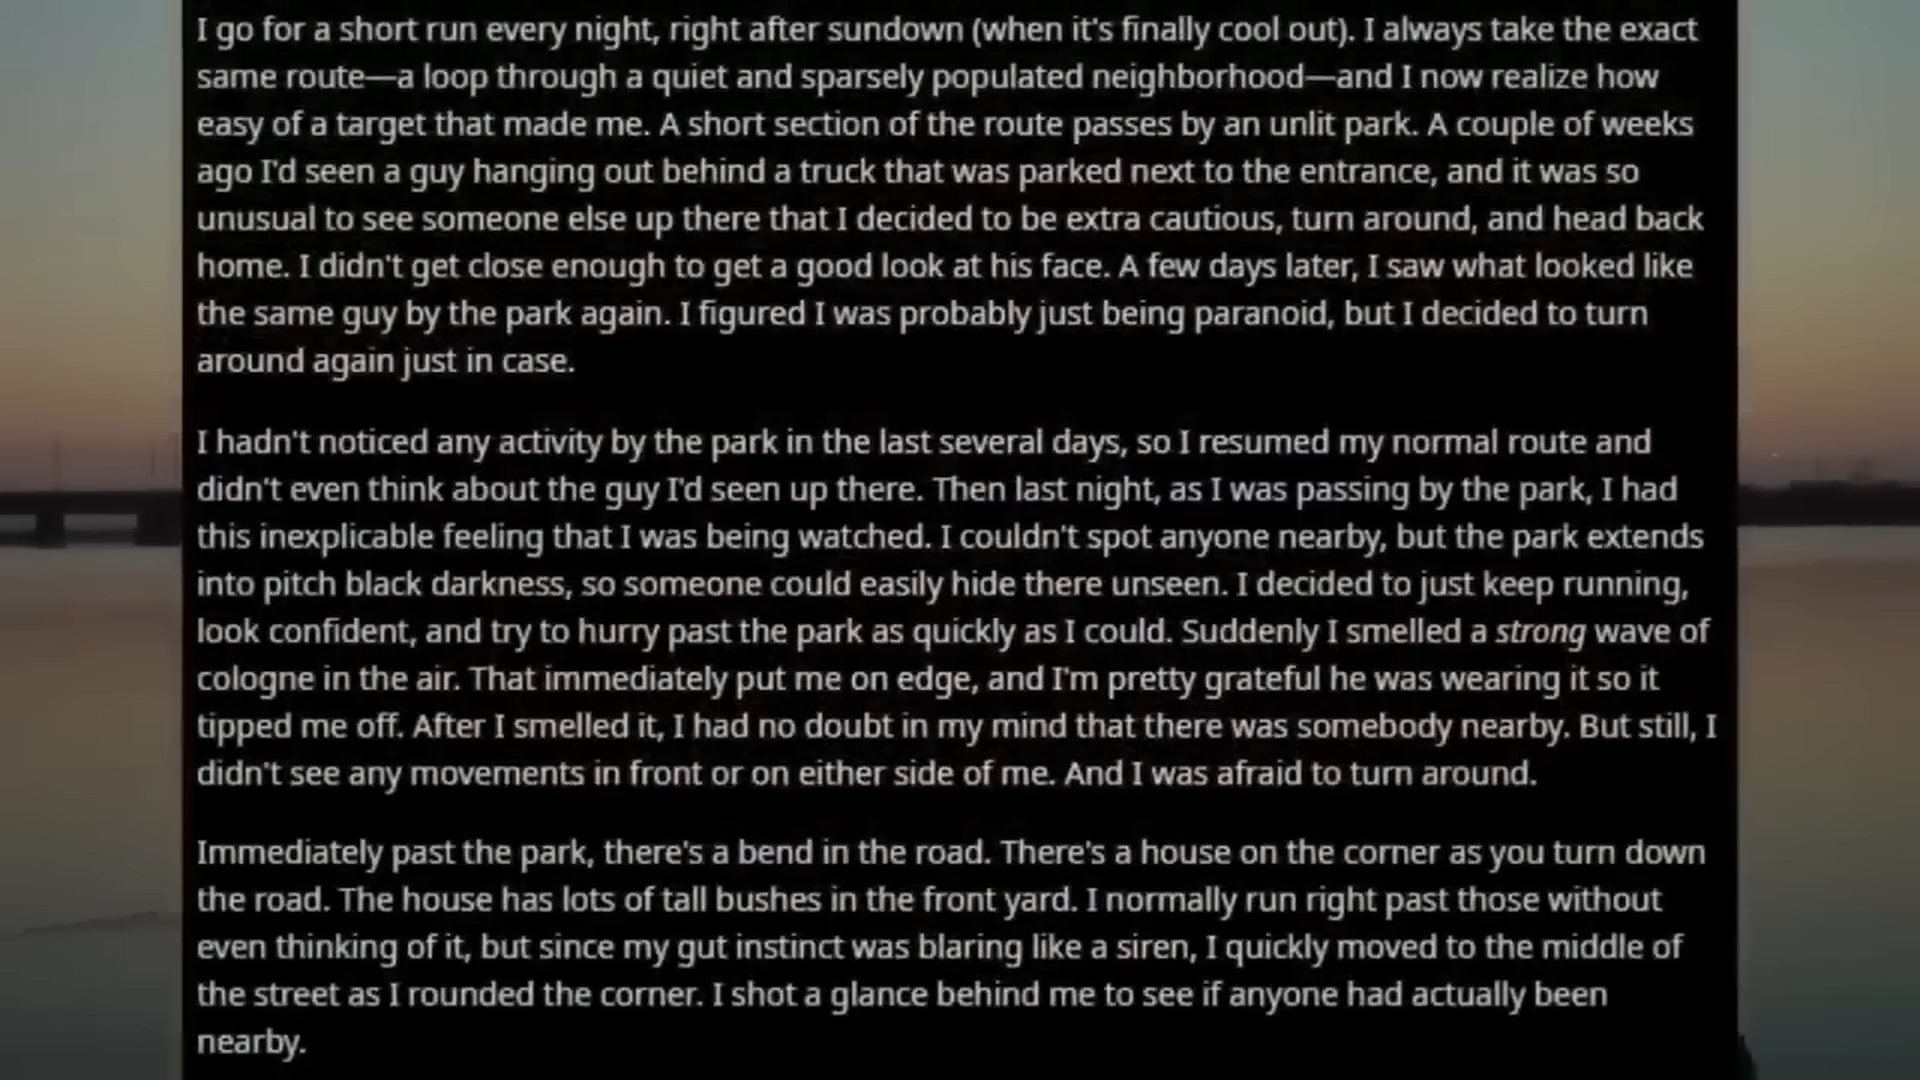 I go for a short run every night, right after sundown (when it's finally cool out). I always take the exact
same route—a loop through a quiet and sparsely populated neighborhood—and I now realize how
easy of a target that made me. A short section of the route passes by an unlit park. A couple of weeks
ago I'd seen a guy hanging out behind a truck that was parked next to the entrance, and it was so
unusual to see someone else up there that I decided to be extra cautious, turn around, and head back
home. I didn't get close enough to get a good look at his face. A few days later, I saw what looked like
the same guy by the park again. I figured I was probably just being paranoid, but I decided to turn
around again just in case.
I hadn't noticed any activity by the park in the last several days, so I resumed my normal route and
didn't even think about the guy I'd seen up there. Then last night, as I was passing by the park, I had
this inexplicable feeling that I was being watched. I couldn't spot anyone nearby, but the park extends
into pitch black darkness, so someone could easily hide there unseen. I decided to just keep running,
look confident, and try to hurry past the park as quickly as I could. Suddenly I smelled a strong wave of
cologne in the air. That immediately put me on edge, and I'm pretty grateful he was wearing it so it
tipped me off. After I smelled it, I had no doubt in my mind that there was somebody nearby. But still, I
didn't see any movements in front or on either side of me. And I was afraid to turn around.
Immediately past the park, there's a bend in the road. There's a house on the corner as you turn down
the road. The house has lots of tall bushes in the front yard. I normally run right past those without
even thinking of it, but since my gut instinct was blaring like a siren, I quickly moved to the middle of
the street as I rounded the corner. I shot a glance behind me to see if anyone had actually been
nearby.